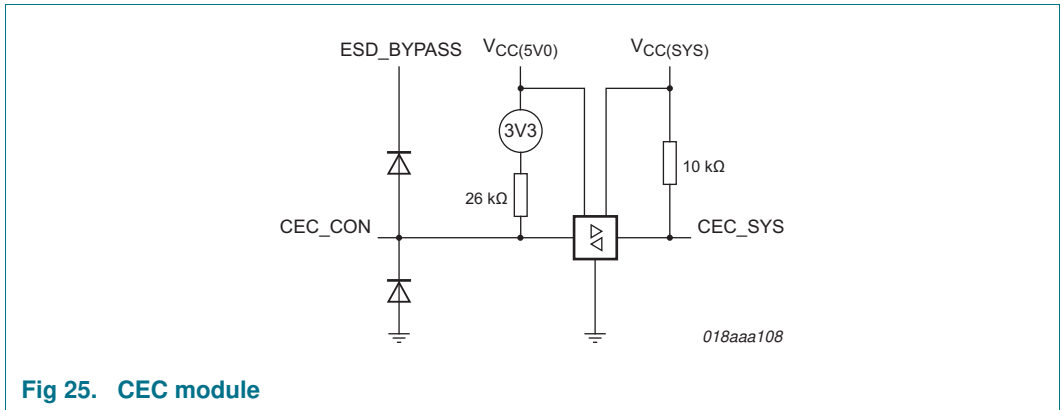 ESD_BYPASS VCC(5V0) VCC(SYS)
3V3
10 kΩ
26 kΩ
CEC_CON CEC_SYS
018aaa108
Fig 25. CEC module